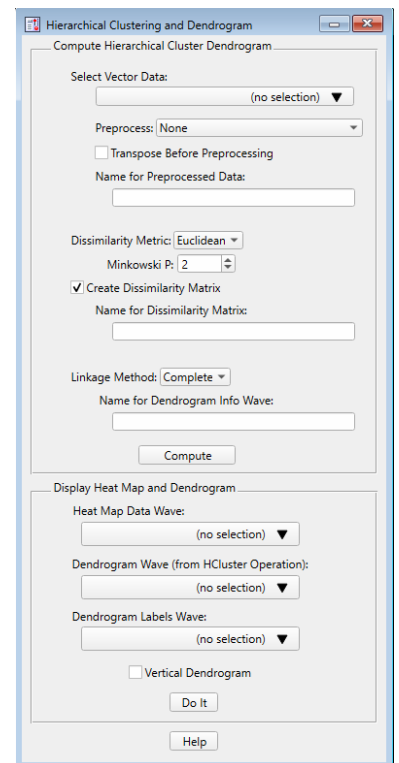 Hierarchical Clustering and Dendrogram
Compute Hierarchical Cluster Dendrogram
Select Vector Data:
(no selection) ▼
Preprocess: None
Transpose Before Preprocessing
Name for Preprocessed Data:
Dissimilarity Metric: Euclidean
Minkowski P: 2
Create Dissimilarity Matrix
Name for Dissimilarity Matrix:
Linkage Method: Complete
Name for Dendrogram Info Wave:
Compute
Display Heat Map and Dendrogram
Heat Map Data Wave:
(no selection) ▼
Dendrogram Wave (from HCluster Operation):
(no selection) ▼
Dendrogram Labels Wave:
(no selection) ▼
Vertical Dendrogram
Do It
Help